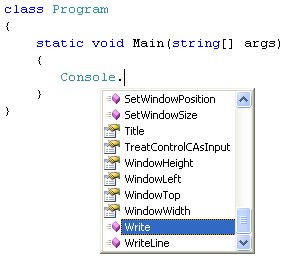 class Program
{
static void Main(string[] args)
{
Console.
}
}
SetWindowPosition
SetWindowSize
Title
TreatControlCAsInput
WindowHeight
WindowLeft
WindowTop
WindowWidth
Write
WriteLine